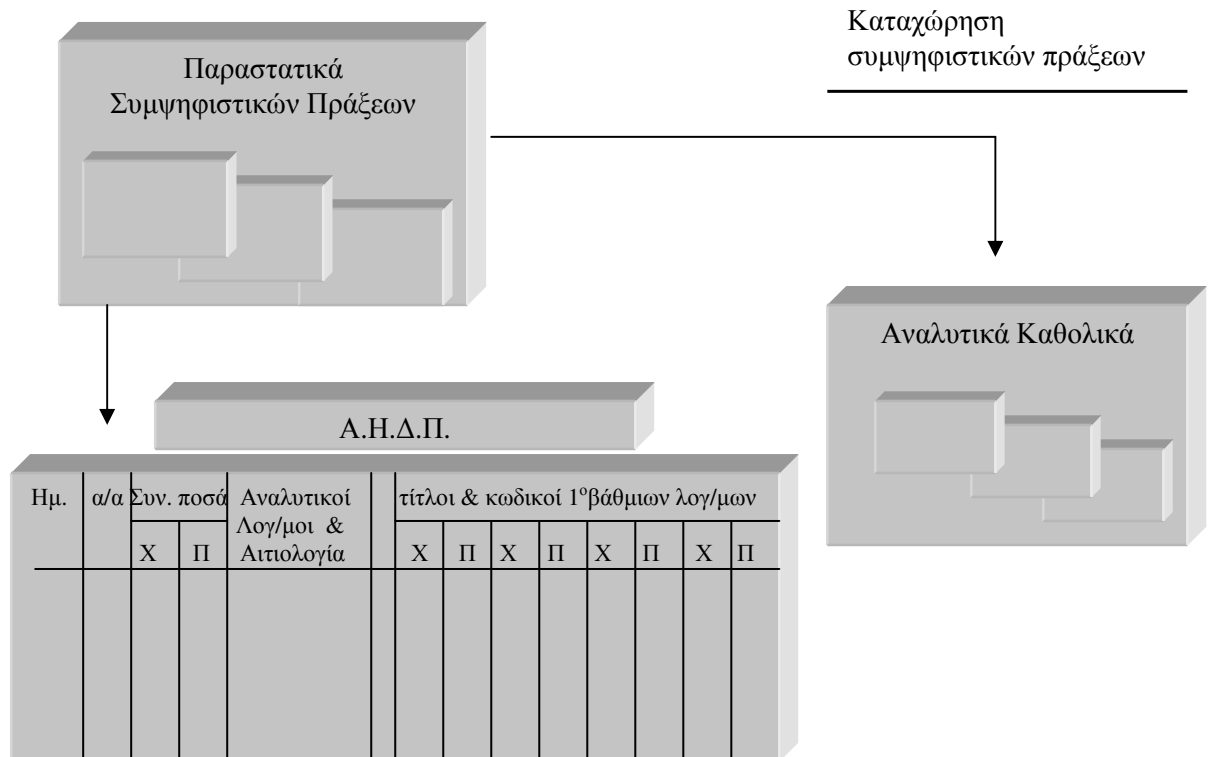 Καταχώρηση
συμψηφιστικών πράξεων
Παραστατικά
Συμψηφιστικών Πράξεων
Αναλυτικά Καθολικά
Α.Η.Δ.Π.
Ημ. α/α Συν. ποσά Αναλυτικοί τίτλοι & κωδικοί 1οβάθμιων λογ/μων
Λογ/μοι &
Χ Π Αιτιολογία Χ Π Χ Π Χ Π Χ Π